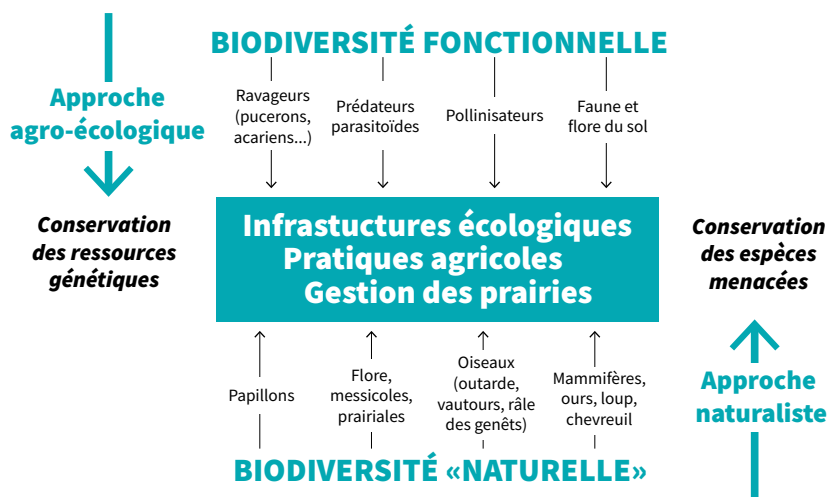 BIODIVERSITÉ FONCTIONNELLE
Approche
agro-écologique
Ravageurs
(pucerons,
acariens...)
Prédateurs
parasitoïdes
Pollinisateurs
Faune et
flore du sol
Conservation
des ressources
génétiques
Infrastuctures écologiques
Pratiques agricoles
Gestion des prairies
Conservation
des espèces
menacées
Papillons
Flore,
messicoles,
prairiales
Oiseaux
(outarde,
vautours, râle
des genêts)
Mammifères,
ours, loup,
chevreuil
Approche
naturaliste
BIODIVERSITÉ «NATURELLE»